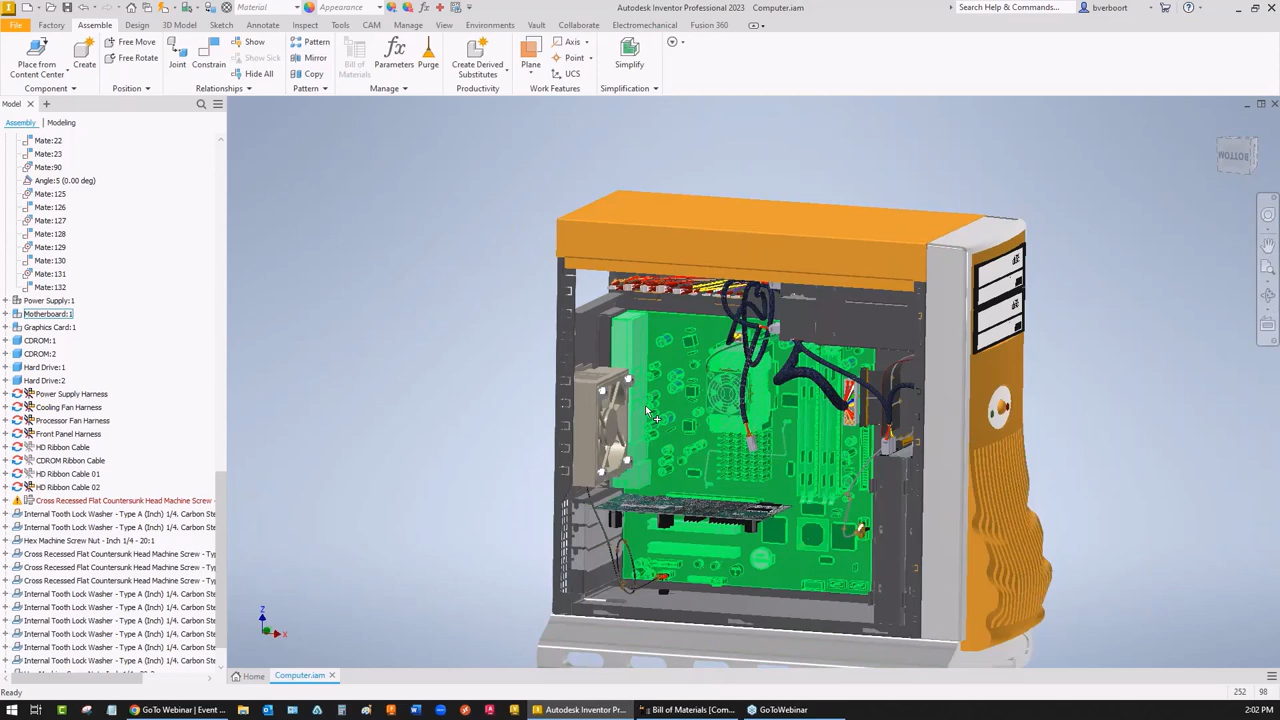 Material
Appearance
Autodesk Inventor Professional 2023 Computer.iam
Search Help & Commands...
bverboort
File Factory Assemble Design 3D Model Sketch Annotate Inspect Tools CAM Manage View Environments Vault Collaborate Electromechanical Fusion 360
Place from
Content Center
Create
Free Move
Free Rotate
Joint
Constrain
Show
Show Sick
Hide All
Pattern
Mirror
Copy
Bill of
Materials
Parameters
Purge
Create Derived
Substitutes
Plane
Axis
Point
UCS
Simplify
Component
Position
Relationships
Pattern
Manage
Productivity
Work Features
Simplification
Model
Assembly Modeling
Mate:22
Mate:23
Mate:90
Angle:5 (0.00 deg)
Mate:125
Mate:126
Mate:127
Mate:128
Mate:129
Mate:130
Mate:131
Mate:132
Power Supply:1
Motherboard:1
Graphics Card:1
CDROM:1
CDROM:2
Hard Drive:1
Hard Drive:2
Power Supply Harness
Cooling Fan Harness
Processor Fan Harness
Front Panel Harness
HD Ribbon Cable
CDROM Ribbon Cable
HD Ribbon Cable 01
HD Ribbon Cable 02
Cross Recessed Flat Countersunk Head Machine Screw -
Internal Tooth Lock Washer - Type A (Inch) 1/4. Carbon Ste
Internal Tooth Lock Washer - Type A (Inch) 1/4. Carbon Ste
Hex Machine Screw Nut - Inch 1/4 - 20:1
Cross Recessed Flat Countersunk Head Machine Screw - Ty
Cross Recessed Flat Countersunk Head Machine Screw - Ty
Cross Recessed Flat Countersunk Head Machine Screw - Ty
Internal Tooth Lock Washer - Type A (Inch) 1/4. Carbon Ste
Internal Tooth Lock Washer - Type A (Inch) 1/4. Carbon Ste
Internal Tooth Lock Washer - Type A (Inch) 1/4. Carbon Ste
Internal Tooth Lock Washer - Type A (Inch) 1/4. Carbon Ste
Internal Tooth Lock Washer - Type A (Inch) 1/4. Carbon Ste
Internal Tooth Lock Washer - Type A (Inch) 1/4. Carbon Ste
BOTTOM
Z
X
Home
Computer.iam
Ready
252 98
GoTo Webinar | Event ...
Autodesk Inventor Pr...
Bill of Materials [Com...
GoToWebinar
2:02 PM